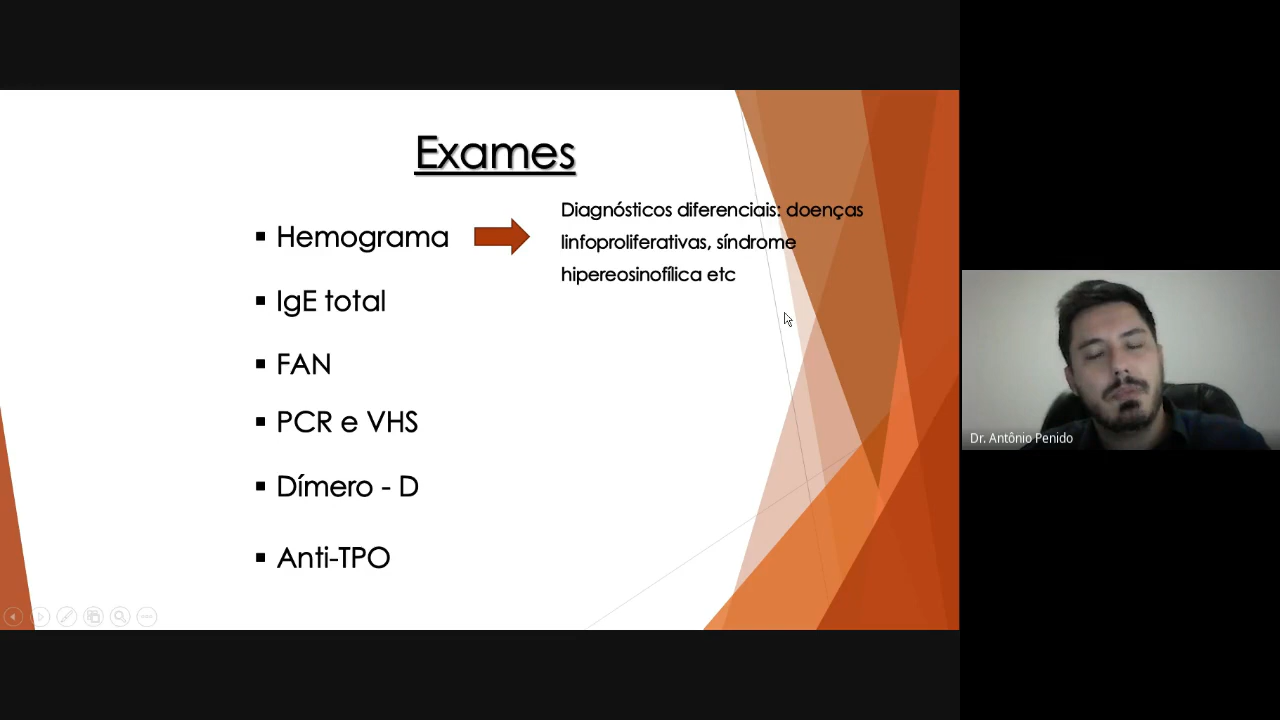 Exames
Hemograma
Diagnósticos diferenciais: doenças
linfoproliferativas, síndrome
hipereosinofílica etc
IgE total
FAN
PCR e VHS
Dímero - D
Anti-TPO
Dr. Antônio Penido